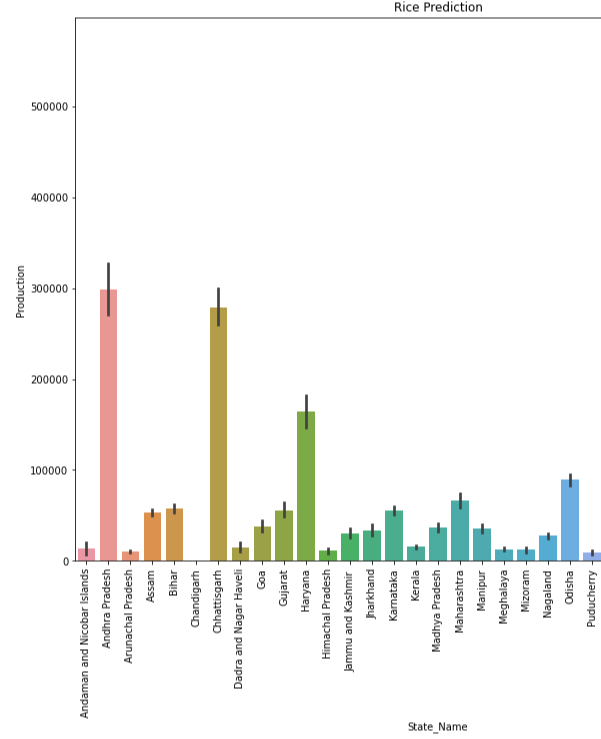 Rice Prediction
Production
500000
400000
300000
200000
100000
0
Andaman and Nicobar Islands
Andhra Pradesh
Arunachal Pradesh
Assam
Bihar
Chandigarh
Chhattisgarh
Dadra and Nagar Haveli
Goa
Gujarat
Haryana
Himachal Pradesh
Jammu and Kashmir
Jharkhand
Karnataka
Kerala
Madhya Pradesh
Maharashtra
Manipur
Meghalaya
Mizoram
Nagaland
Odisha
Puducherry
State_Name